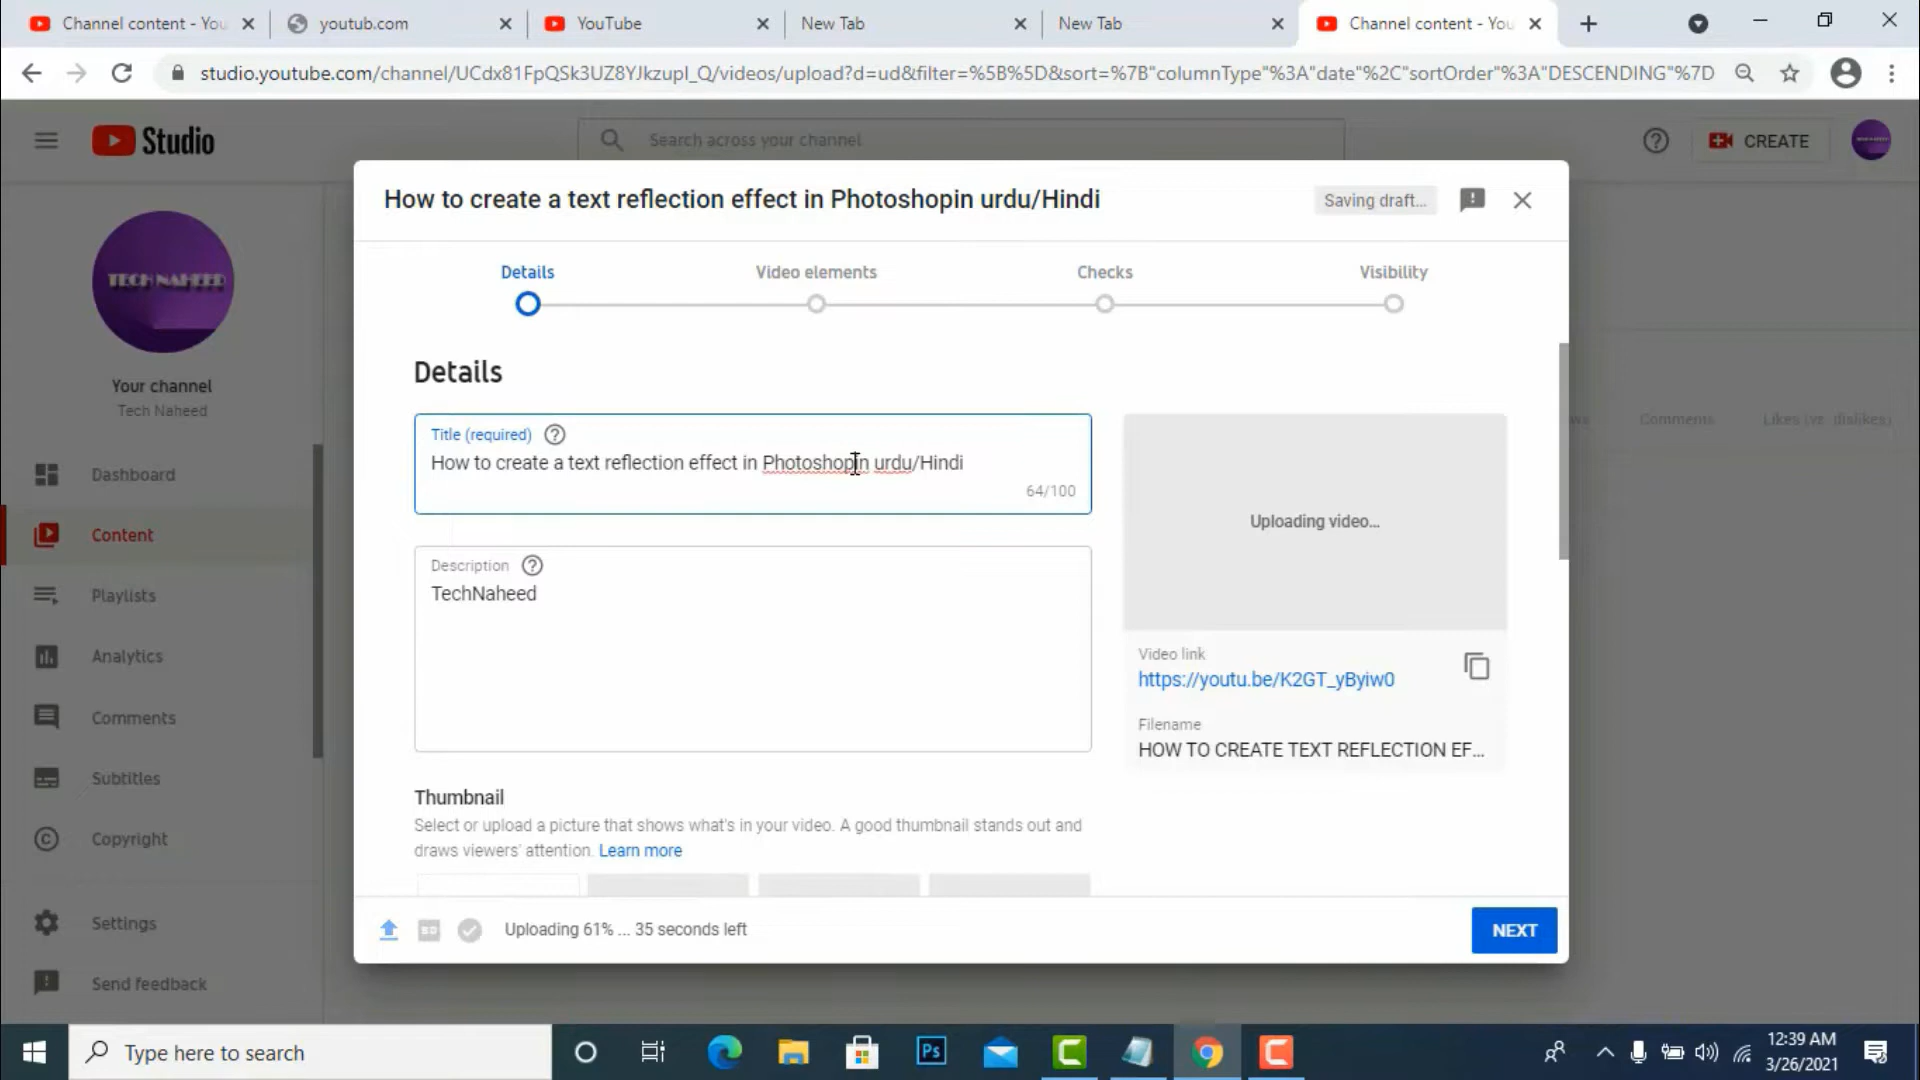 Channel content - You
youtub.com
YouTube
New Tab
New Tab
Channel content - You
studio.youtube.com/channel/UCdx81FpQSk3UZ8YJkzupl_Q/videos/upload?d=ud&filter=%5B%5D&sort=%7B"columnType"%3A"date"%2C"sortOrder"%3A"DESCENDING"%7D
Studio
Search across your channel
CREATE
How to create a text reflection effect in Photoshopin urdu/Hindi
Saving draft...
TECH NAHEED
Your channel
Tech Naheed
Dashboard
Content
Playlists
Analytics
Comments
Subtitles
Copyright
Settings
Send feedback
Details
Video elements
Checks
Visibility
Details
Title (required)
How to create a text reflection effect in Photoshopin urdu/Hindi
64/100
Description
TechNaheed
Uploading video...
Video link
https://youtu.be/K2GT_yByiw0
Filename
HOW TO CREATE TEXT REFLECTION EF...
Comments
Likes (vs. dislikes)
Thumbnail
Select or upload a picture that shows what's in your video. A good thumbnail stands out and
draws viewers' attention. Learn more
SD
Uploading 61% ... 35 seconds left
NEXT
Type here to search
Ps
12:39 AM
3/26/2021